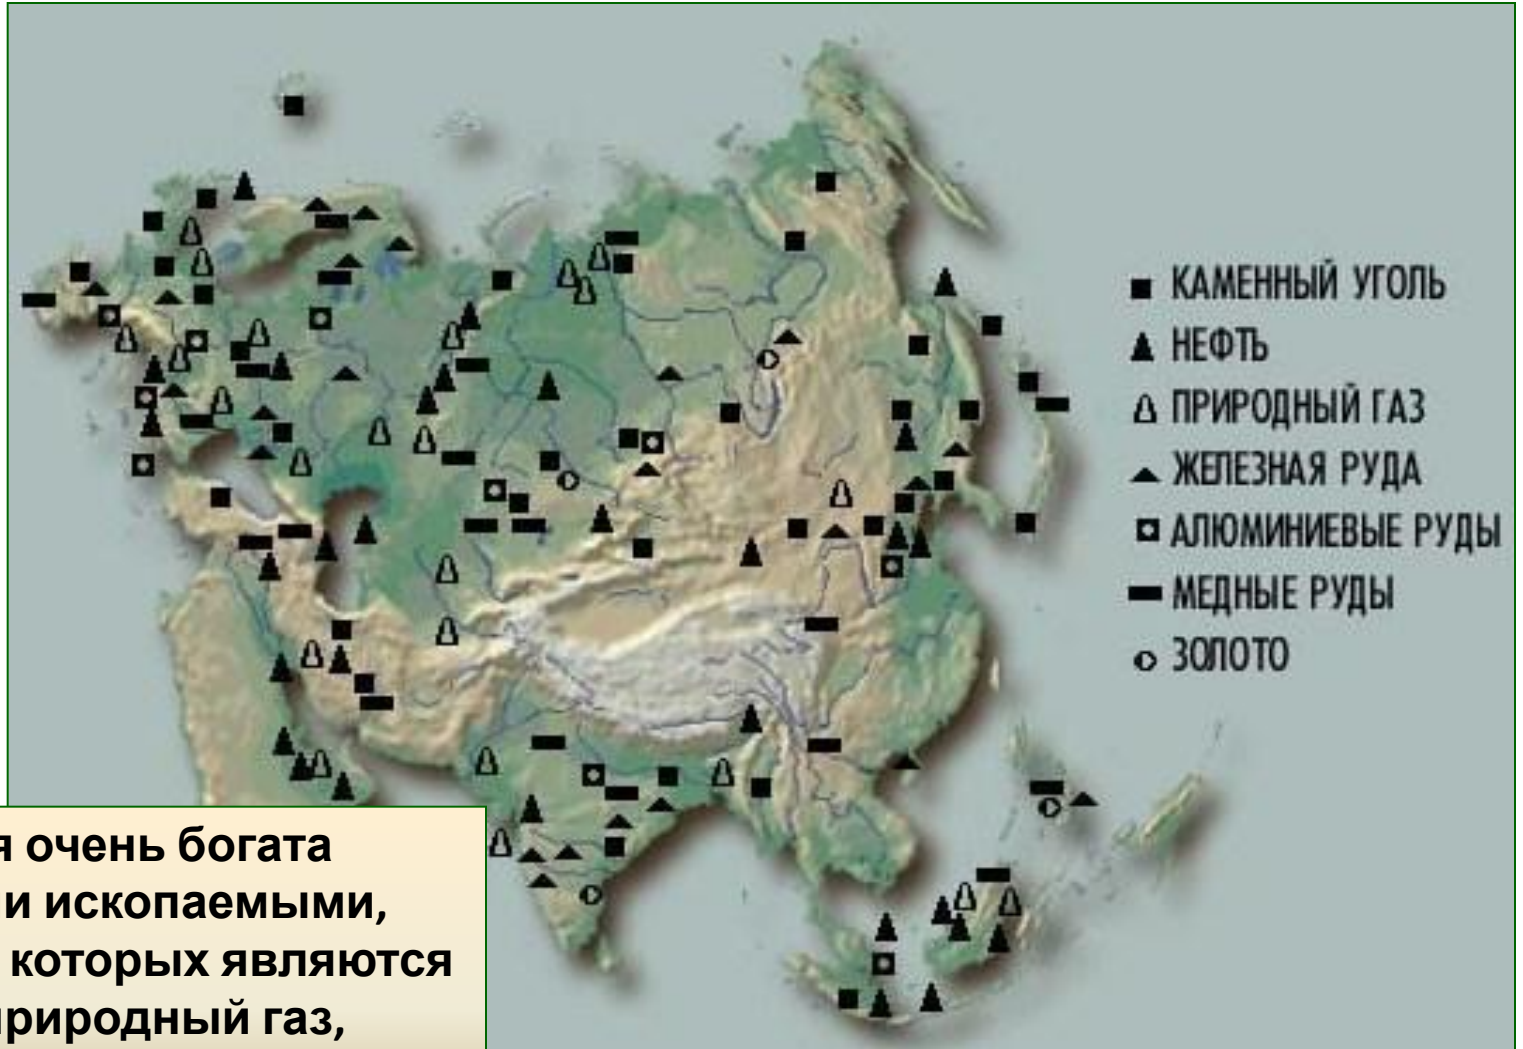 КАМЕННЫЙ УГОЛЬ
НЕФТЬ
ПРИРОДНЫЙ ГАЗ
ЖЕЛЕЗНАЯ РУДА
АЛЮМИНИЕВЫЕ РУДЫ
МЕДНЫЕ РУДЫ
ЗОЛОТО
я очень богата
и ископаемыми,
которых являются
природный газ,